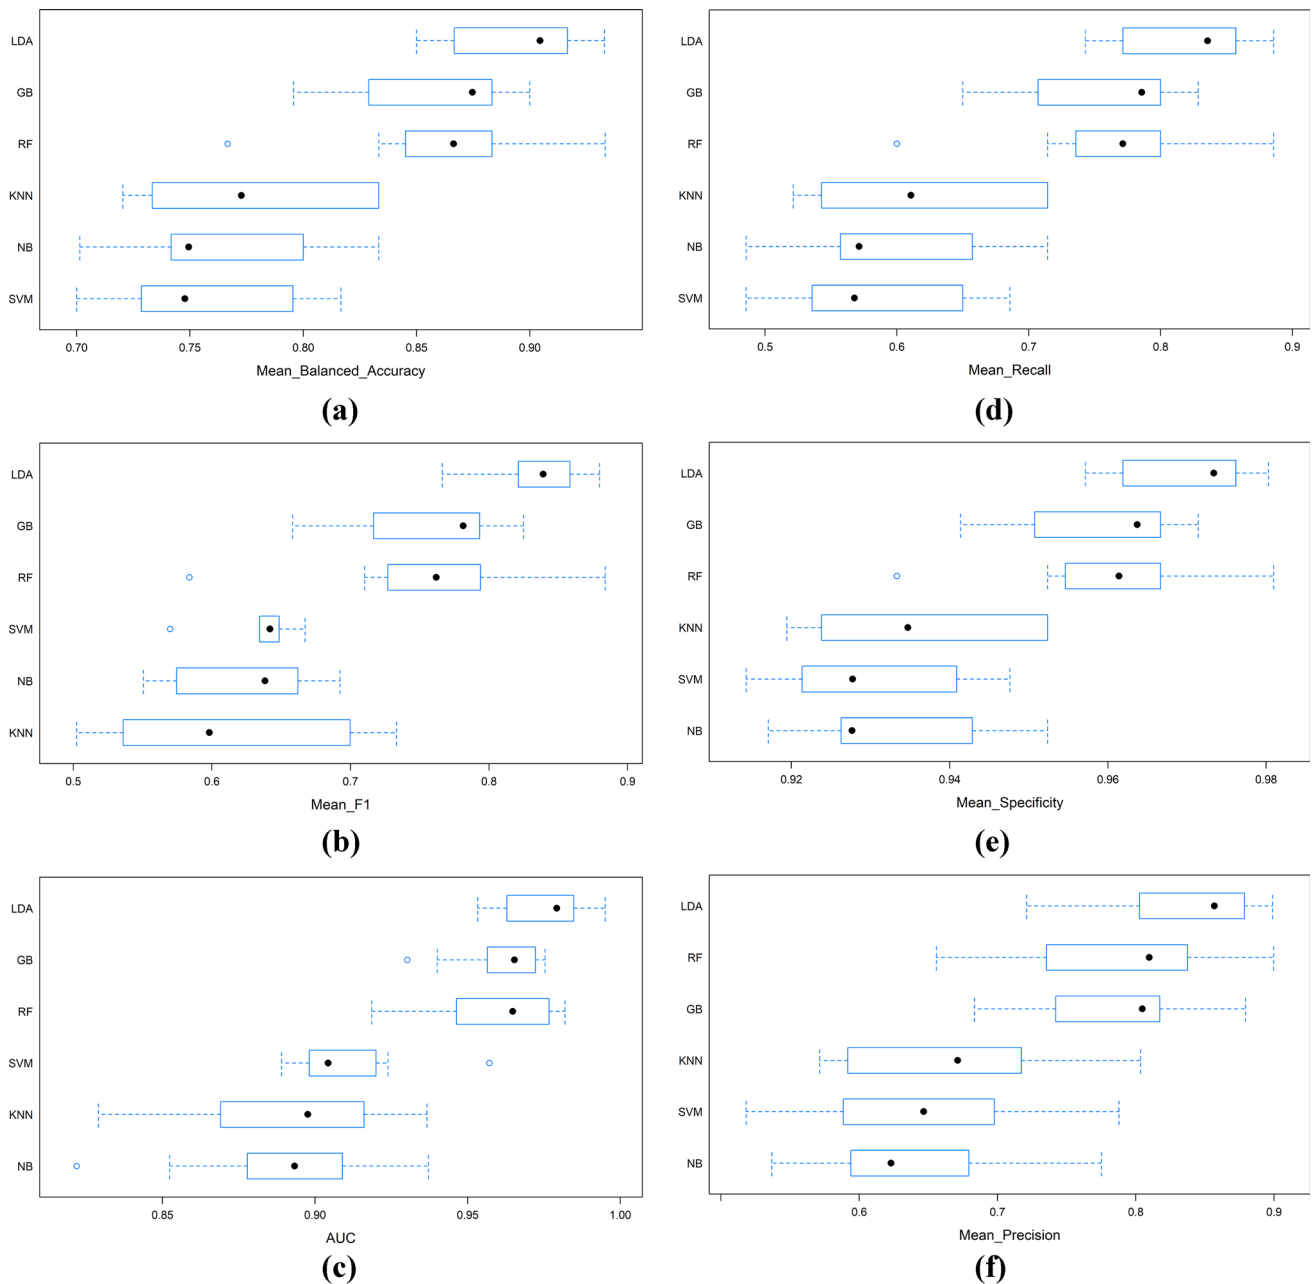 LDA
GB
RF
KNN
NB
SVM
0.70 0.75 0.80 0.85 0.90
Mean_Balanced_Accuracy
(a)
LDA
GB
RF
KNN
NB
SVM
0.5 0.6 0.7 0.8 0.9
Mean_Recall
(d)
LDA
GB
RF
SVM
NB
KNN
0.5 0.6 0.7 0.8 0.9
Mean_F1
(b)
LDA
GB
RF
KNN
SVM
NB
0.92 0.94 0.96 0.98
Mean_Specificity
(e)
LDA
GB
RF
SVM
KNN
NB
0.85 0.90 0.95 1.00
AUC
(c)
LDA
RF
GB
KNN
SVM
NB
0.6 0.7 0.8 0.9
Mean_Precision
(f)